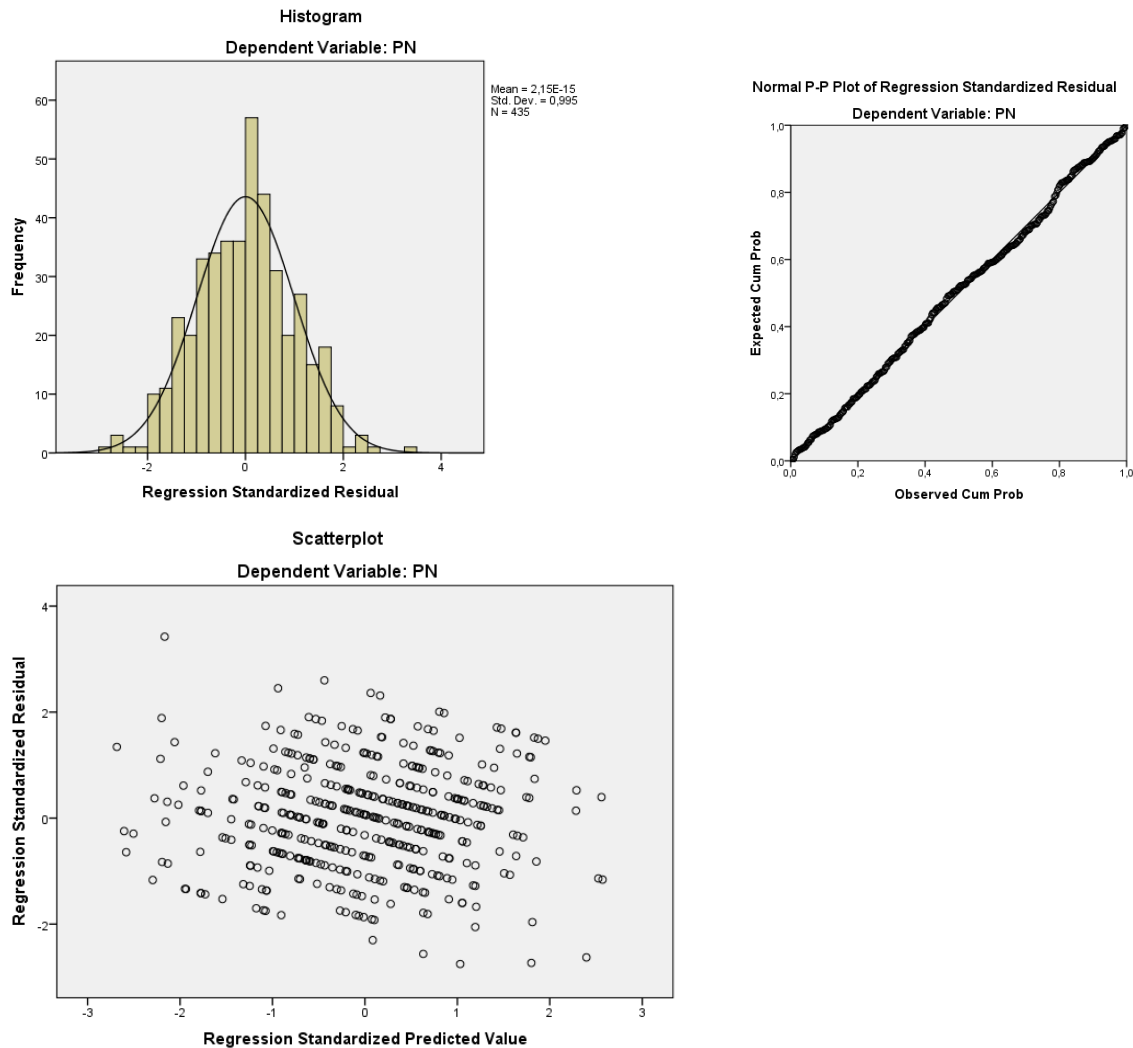 Histogram
Dependent Variable: PN
Mean = 2,15E-15
Std. Dev. = 0,995
N = 435
60
50
40
30
20
10
0
Frequency
-2 0 2 4
Regression Standardized Residual
Normal P-P Plot of Regression Standardized Residual
Dependent Variable: PN
1,0
0,8
0,6
0,4
0,2
0,0
Expected Cum Prob
0,0 0,2 0,4 0,6 0,8 1,0
Observed Cum Prob
Scatterplot
Dependent Variable: PN
4
2
0
-2
Regression Standardized Residual
-3 -2 -1 0 1 2 3
Regression Standardized Predicted Value